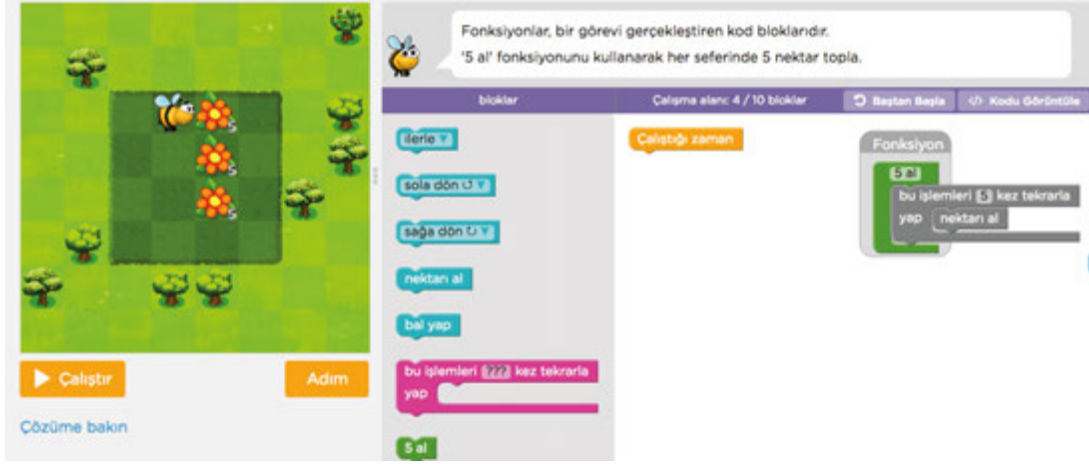 Fonksiyonlar, bir görevi gerçekleştiren kod bloklarıdır.
'5 al' fonksiyonunu kullanarak her seferinde 5 nektar topla.
bloklar
Çalışma alanı: 4 / 10 bloklar
Baştan Başla
Kodu Görüntüle
5
5
5
ilerle
sola dön
sağa dön
nektarı al
bal yap
bu işlemleri ??? kez tekrarla
yap
5 al
Çalıştığı zaman
Fonksiyon
5 al
bu işlemleri 5 kez tekrarla
yap nektarı al
Çalıştır
Adım
Çözüme bakın